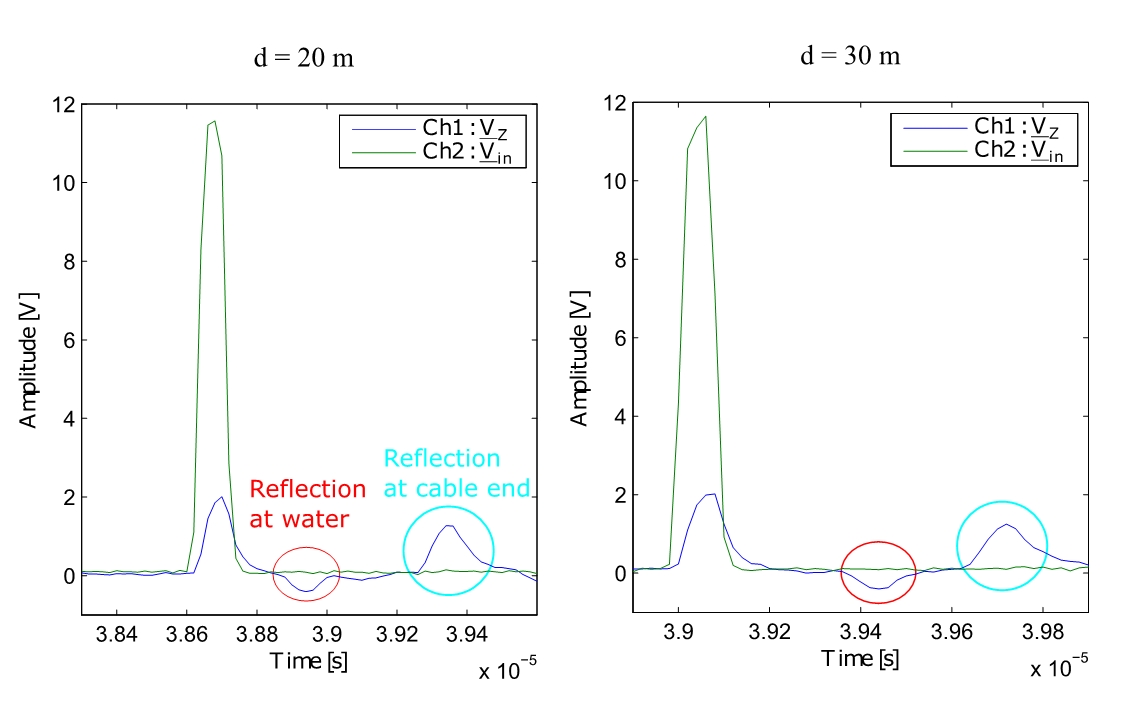 d = 20 m
12
10
8
6
4
2
0
Amplitude [V]
Ch1 : V_Z
Ch2 : V_in
Reflection
at water
Reflection
at cable end
3.84 3.86 3.88 3.9 3.92 3.94
Time [s]
x 10^-5
d = 30 m
12
10
8
6
4
2
0
Amplitude [V]
Ch1 : V_Z
Ch2 : V_in
3.9 3.92 3.94 3.96 3.98
Time [s]
x 10^-5